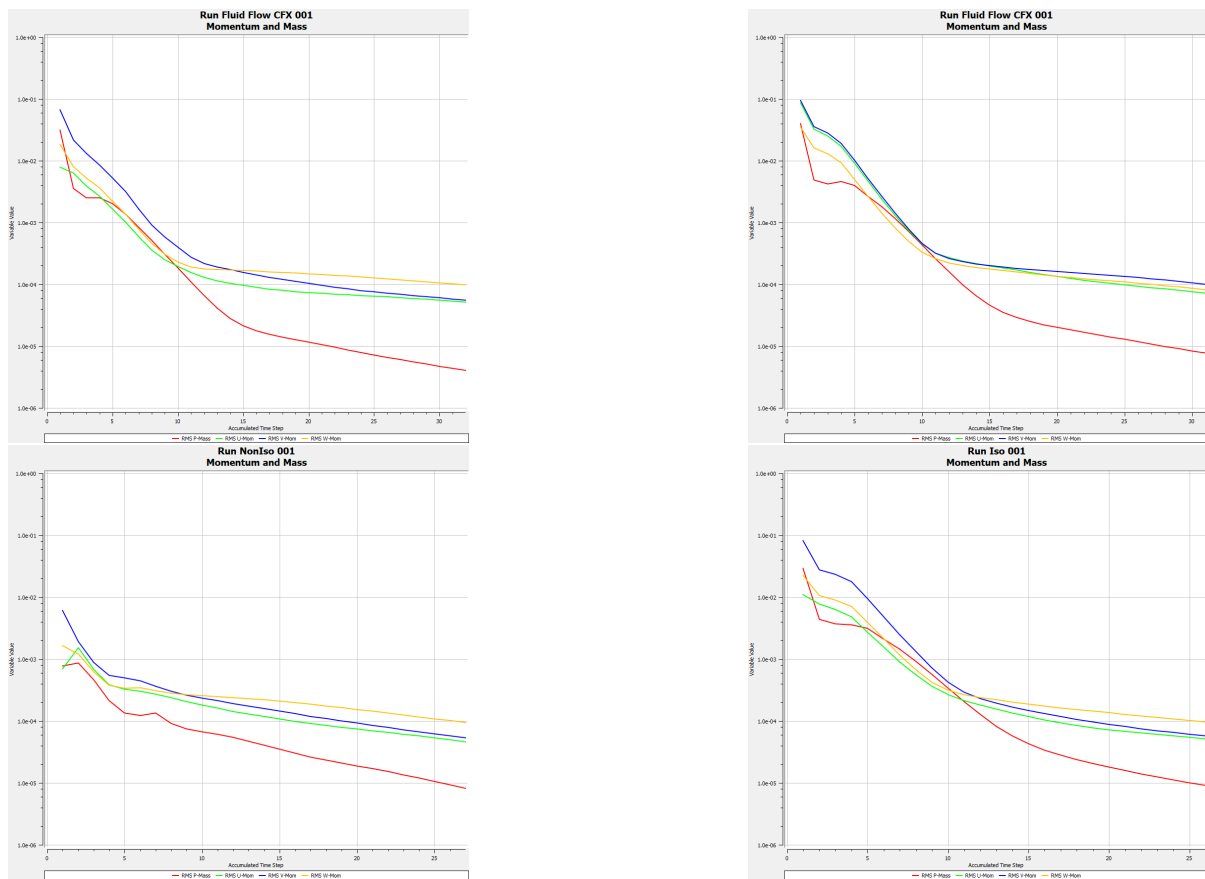 Run Fluid Flow CFX 001
Momentum and Mass
1.0e+00
1.0e-01
1.0e-02
1.0e-03
1.0e-04
1.0e-05
1.0e-06
Variable Value
0 5 10 15 20 25 30
Accumulated Time Step
RMS P-Mass RMS U-Mom RMS V-Mom RMS W-Mom
Run Fluid Flow CFX 001
Momentum and Mass
1.0e+00
1.0e-01
1.0e-02
1.0e-03
1.0e-04
1.0e-05
1.0e-06
Variable Value
0 5 10 15 20 25 30
Accumulated Time Step
RMS P-Mass RMS U-Mom RMS V-Mom RMS W-Mom
Run NonIso 001
Momentum and Mass
1.0e+00
1.0e-01
1.0e-02
1.0e-03
1.0e-04
1.0e-05
1.0e-06
Variable Value
0 5 10 15 20 25
Accumulated Time Step
RMS P-Mass RMS U-Mom RMS V-Mom RMS W-Mom
Run Iso 001
Momentum and Mass
1.0e+00
1.0e-01
1.0e-02
1.0e-03
1.0e-04
1.0e-05
1.0e-06
Variable Value
0 5 10 15 20 25
Accumulated Time Step
RMS P-Mass RMS U-Mom RMS V-Mom RMS W-Mom